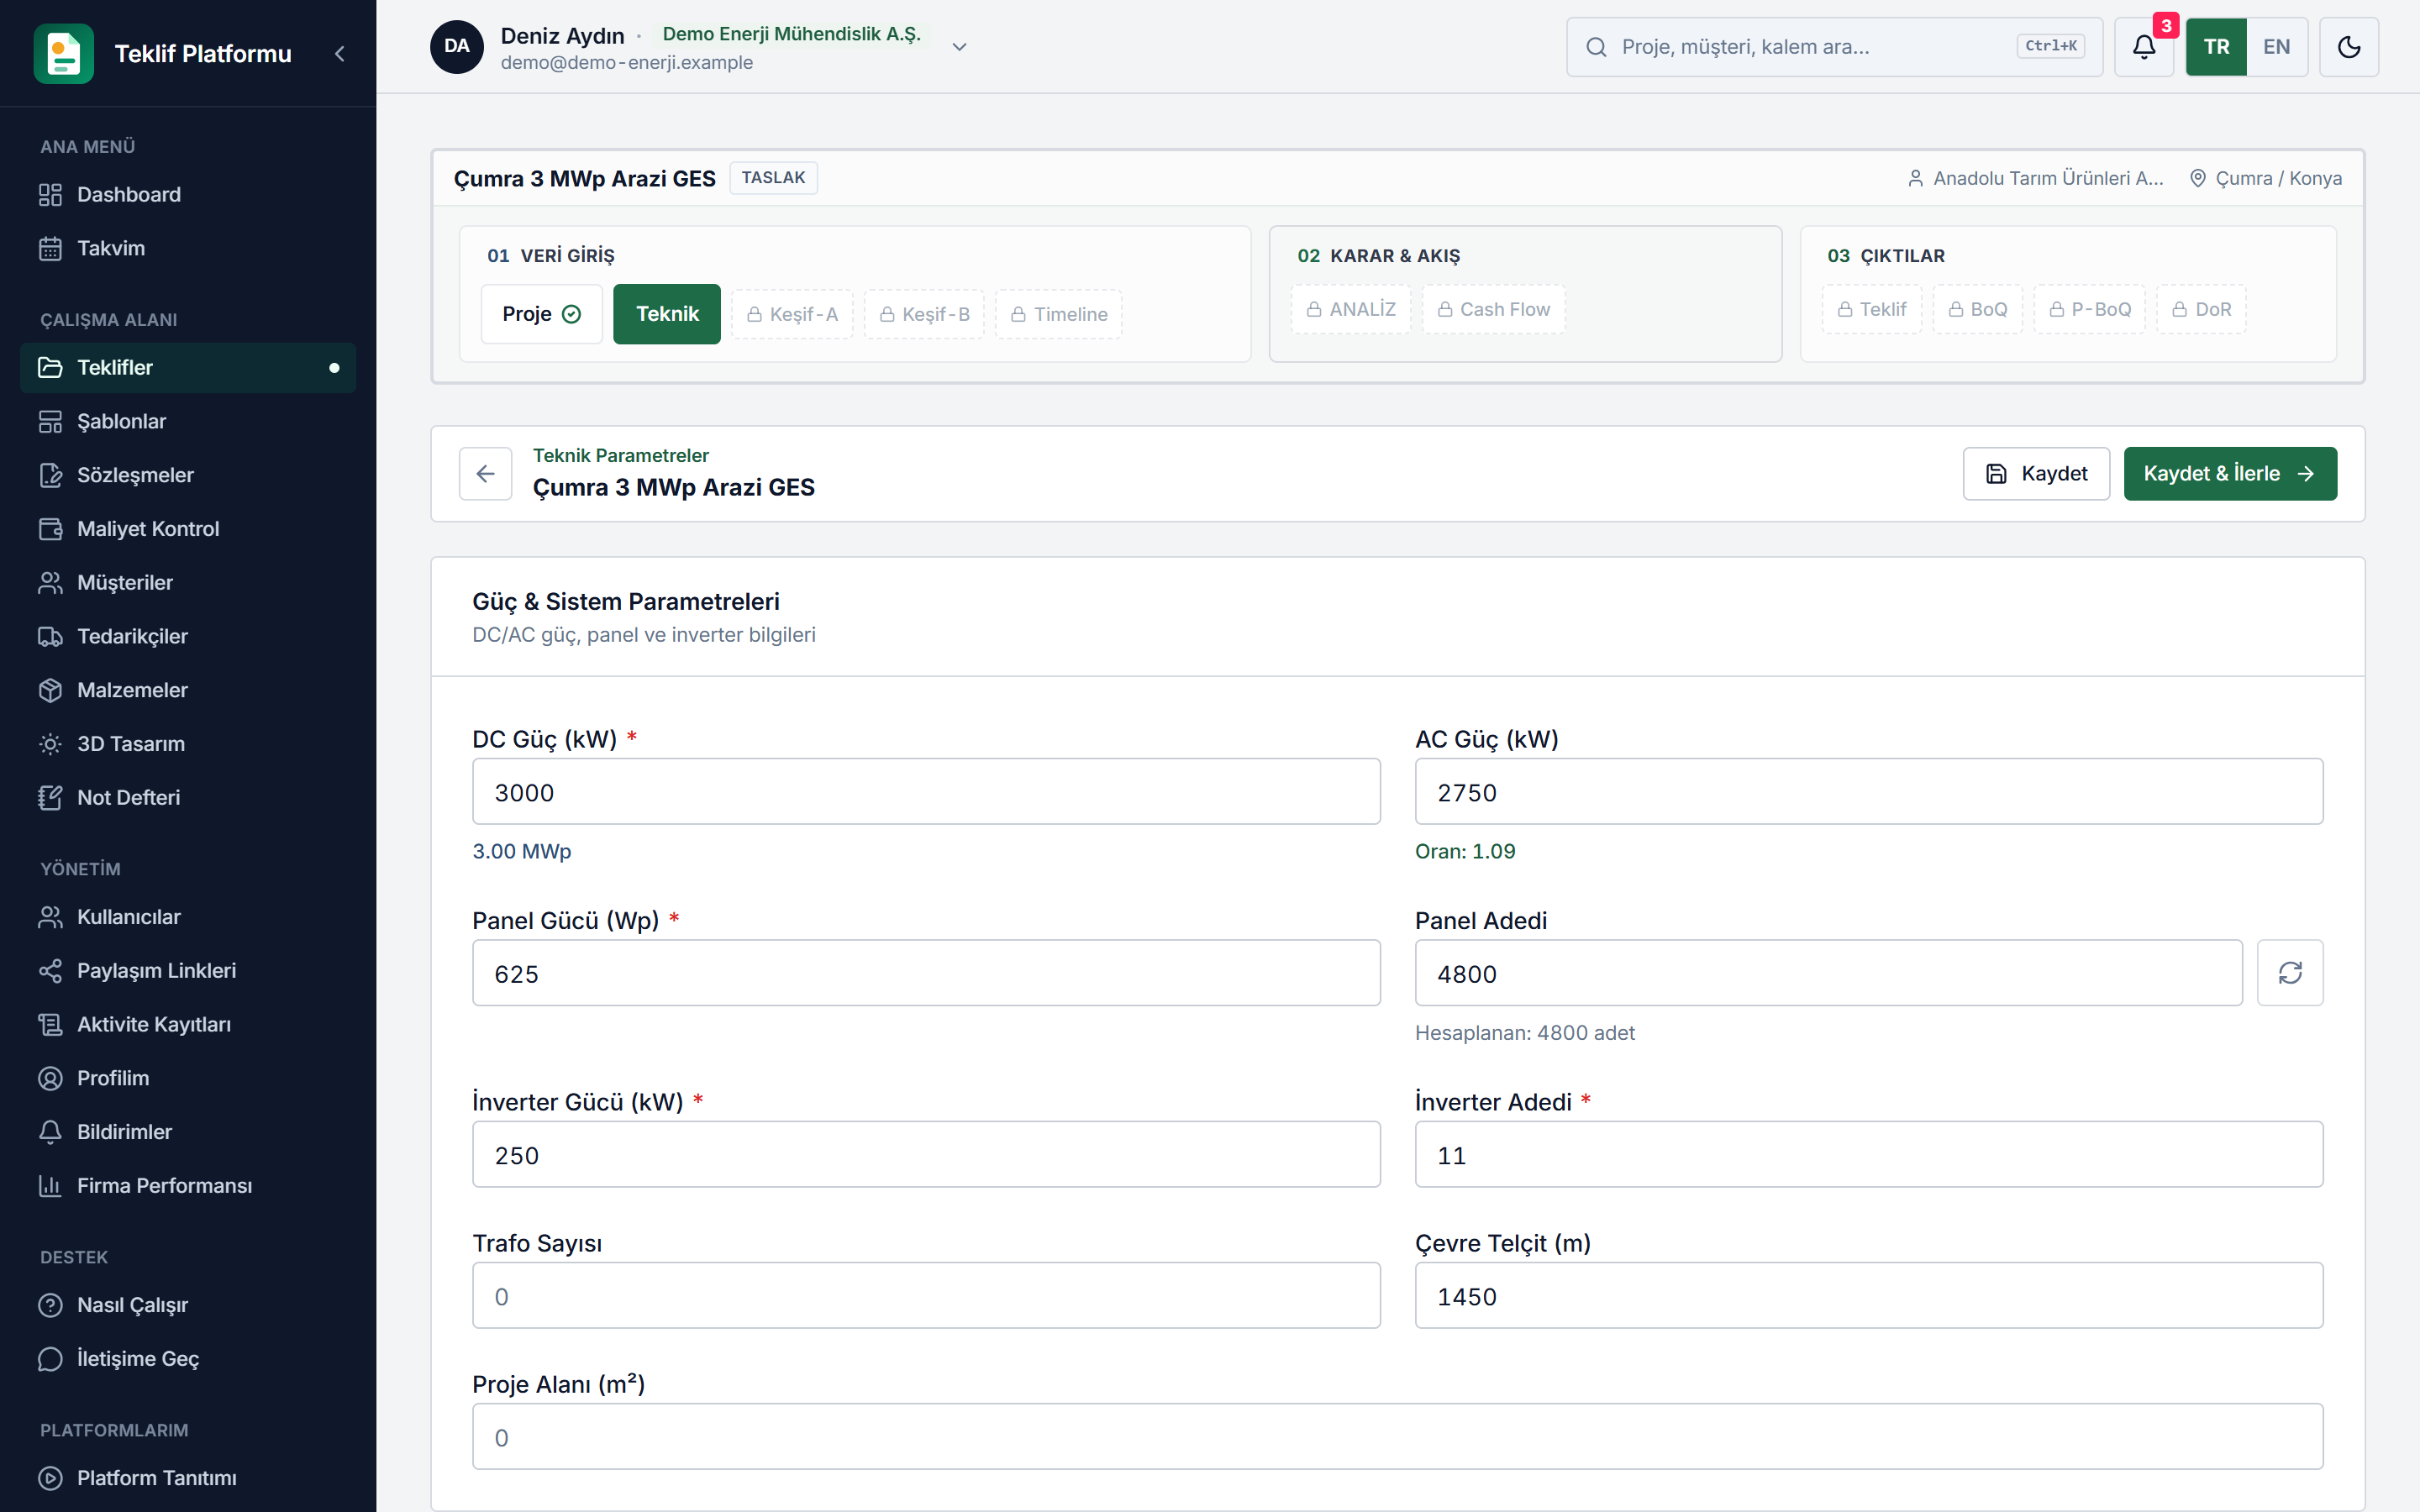 Teklif Platformu
ANA MENÜ
Dashboard
Takvim
ÇALIŞMA ALANI
Teklifler
Şablonlar
Sözleşmeler
Maliyet Kontrol
Müşteriler
Tedarikçiler
Malzemeler
3D Tasarım
Not Defteri
YÖNETİM
Kullanıcılar
Paylaşım Linkleri
Aktivite Kayıtları
Profilim
Bildirimler
Firma Performansı
DESTEK
Nasıl Çalışır
İletişime Geç
PLATFORMLARIM
Platform Tanıtımı
DA
Deniz Aydın · Demo Enerji Mühendislik A.Ş.
demo@demo-enerji.example
Proje, müşteri, kalem ara... Ctrl+K
3
TR EN
Çumra 3 MWp Arazi GES TASLAK
Anadolu Tarım Ürünleri A... Çumra / Konya
01 VERİ GİRİŞ
Proje Teknik Keşif-A Keşif-B Timeline
02 KARAR & AKIŞ
ANALİZ Cash Flow
03 ÇIKTILAR
Teklif BoQ P-BoQ DoR
Teknik Parametreler
Çumra 3 MWp Arazi GES
Kaydet Kaydet & İlerle
Güç & Sistem Parametreleri
DC/AC güç, panel ve inverter bilgileri
DC Güç (kW) *
3000
3.00 MWp
AC Güç (kW)
2750
Oran: 1.09
Panel Gücü (Wp) *
625
Panel Adedi
4800
Hesaplanan: 4800 adet
İnverter Gücü (kW) *
250
İnverter Adedi *
11
Trafo Sayısı
0
Çevre Telçit (m)
1450
Proje Alanı (m²)
0